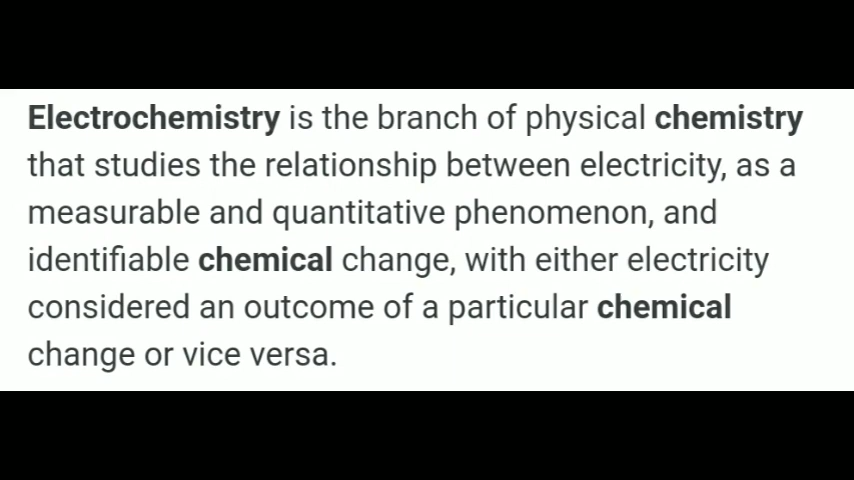 Electrochemistry is the branch of physical chemistry
that studies the relationship between electricity, as a
measurable and quantitative phenomenon, and
identifiable chemical change, with either electricity
considered an outcome of a particular chemical
change or vice versa.